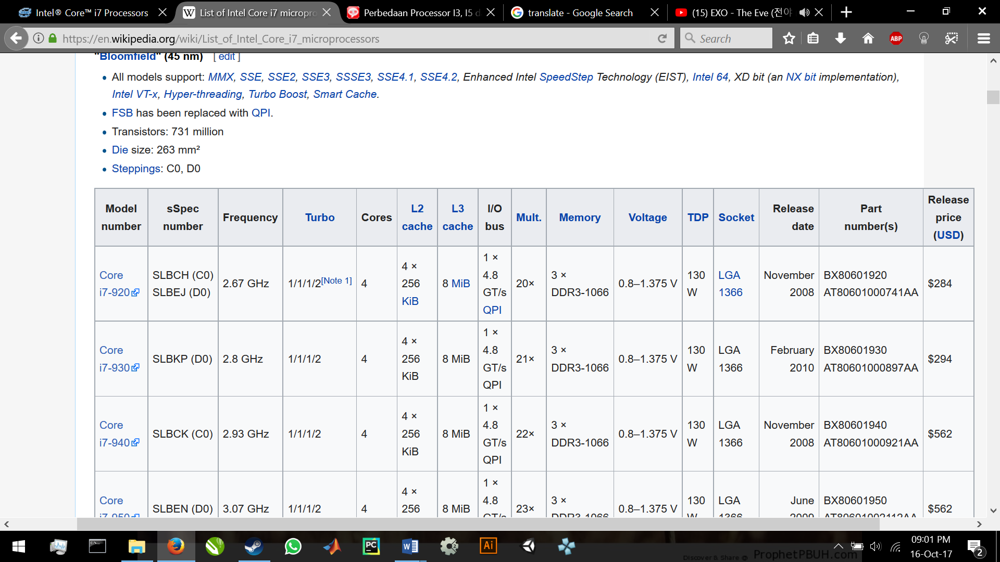 Intel® Core™ i7 Processors
List of Intel Core i7 micropro
Perbedaan Processor I3, I5 d
translate - Google Search
(15) EXO - The Eve (전야
https://en.wikipedia.org/wiki/List_of_Intel_Core_i7_microprocessors
Search
ABP
"Bloomfield" (45 nm) [ edit ]
All models support: MMX, SSE, SSE2, SSE3, SSSE3, SSE4.1, SSE4.2, Enhanced Intel SpeedStep Technology (EIST), Intel 64, XD bit (an NX bit implementation),
Intel VT-x, Hyper-threading, Turbo Boost, Smart Cache.
FSB has been replaced with QPI.
Transistors: 731 million
Die size: 263 mm²
Steppings: C0, D0
Model number sSpec number Frequency Turbo Cores L2 cache L3 cache I/O bus Mult. Memory Voltage TDP Socket Release date Part number(s) Release price (USD)
Core i7-920 SLBCH (C0) SLBEJ (D0) 2.67 GHz 1/1/1/2[Note 1] 4 4 × 256 KiB 8 MiB 1 × 4.8 GT/s QPI 20× 3 × DDR3-1066 0.8–1.375 V 130 W LGA 1366 November 2008 BX80601920 AT80601000741AA $284
Core i7-930 SLBKP (D0) 2.8 GHz 1/1/1/2 4 4 × 256 KiB 8 MiB 1 × 4.8 GT/s QPI 21× 3 × DDR3-1066 0.8–1.375 V 130 W LGA 1366 February 2010 BX80601930 AT80601000897AA $294
Core i7-940 SLBCK (C0) 2.93 GHz 1/1/1/2 4 4 × 256 KiB 8 MiB 1 × 4.8 GT/s QPI 22× 3 × DDR3-1066 0.8–1.375 V 130 W LGA 1366 November 2008 BX80601940 AT80601000921AA $562
Core i7-950 SLBEN (D0) 3.07 GHz 1/1/1/2 4 4 × 256 8 MiB 1 × 4.8 GT/s 23× 3 × DDR3-1066 0.8–1.375 V 130 W LGA 1366 June 2009 BX80601950 AT80601002112AA $562
PC
Ai
Discover & Share @ ProphetPBUH.com
09:01 PM
16-Oct-17
2